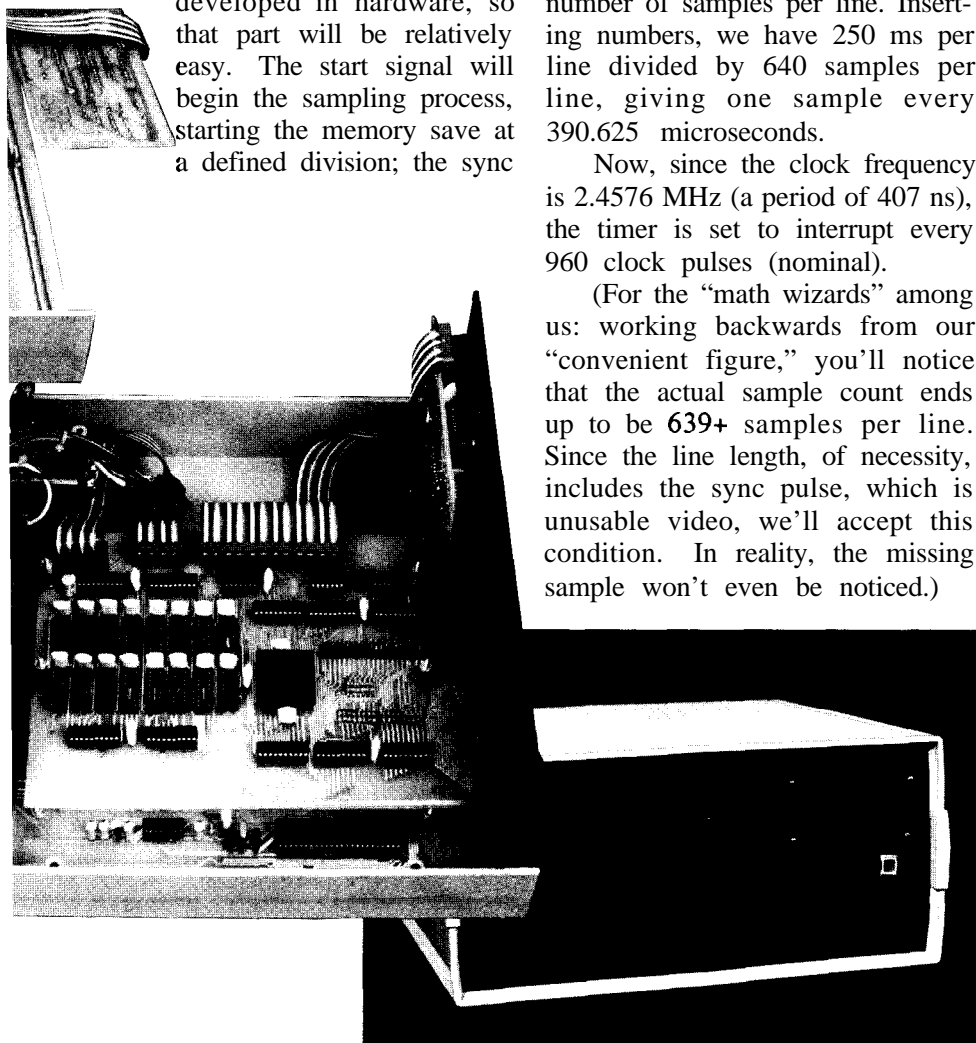 developed in hardware, so
that part will be relatively
easy. The start signal will
begin the sampling process,
starting the memory save at
a defined division; the sync
number of samples per line. Insert-
ing numbers, we have 250 ms per
line divided by 640 samples per
line, giving one sample every
390.625 microseconds.
Now, since the clock frequency
is 2.4576 MHz (a period of 407 ns),
the timer is set to interrupt every
960 clock pulses (nominal).
(For the “math wizards” among
us: working backwards from our
“convenient figure,” you’ll notice
that the actual sample count ends
up to be 639+ samples per line.
Since the line length, of necessity,
includes the sync pulse, which is
unusable video, we’ll accept this
condition. In reality, the missing
sample won’t even be noticed.)